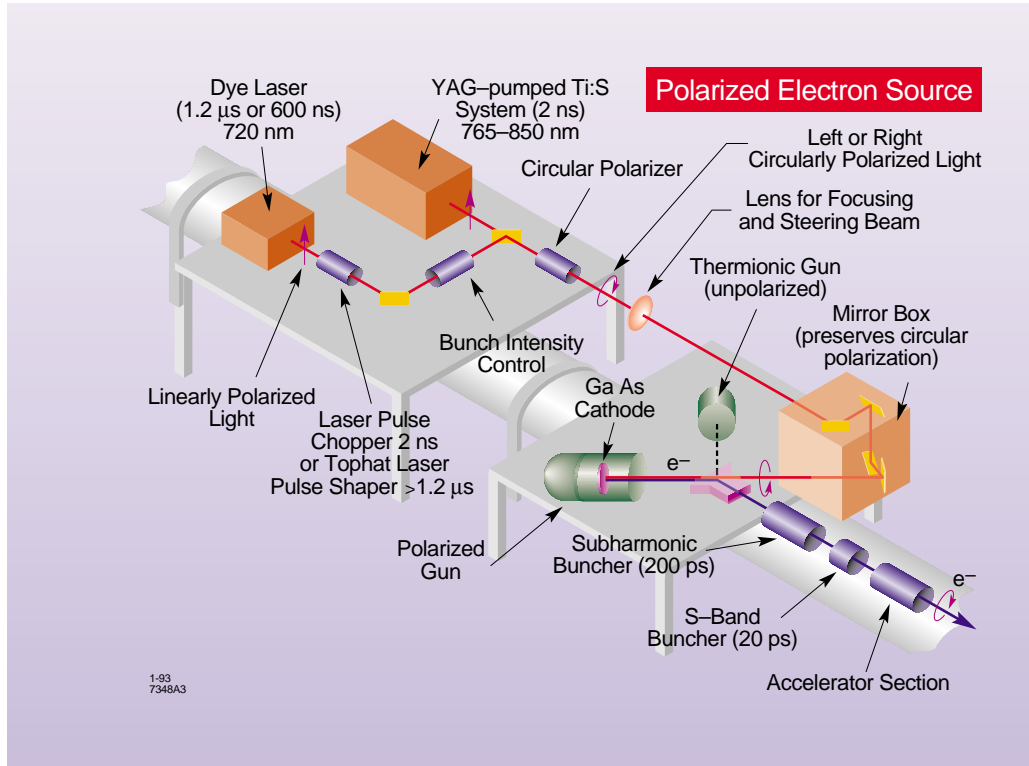 Polarized Electron Source
Dye Laser
(1.2 μs or 600 ns)
720 nm
YAG–pumped Ti:S
System (2 ns)
765–850 nm
Circular Polarizer
Left or Right
Circularly Polarized Light
Lens for Focusing
and Steering Beam
Thermionic Gun
(unpolarized)
Mirror Box
(preserves circular
polarization)
Bunch Intensity
Control
Linearly Polarized
Light
Laser Pulse
Chopper 2 ns
or Tophat Laser
Pulse Shaper >1.2 μs
Ga As
Cathode
e–
Polarized
Gun
Subharmonic
Buncher (200 ps)
S–Band
Buncher (20 ps)
e–
Accelerator Section
1-93
7348A3